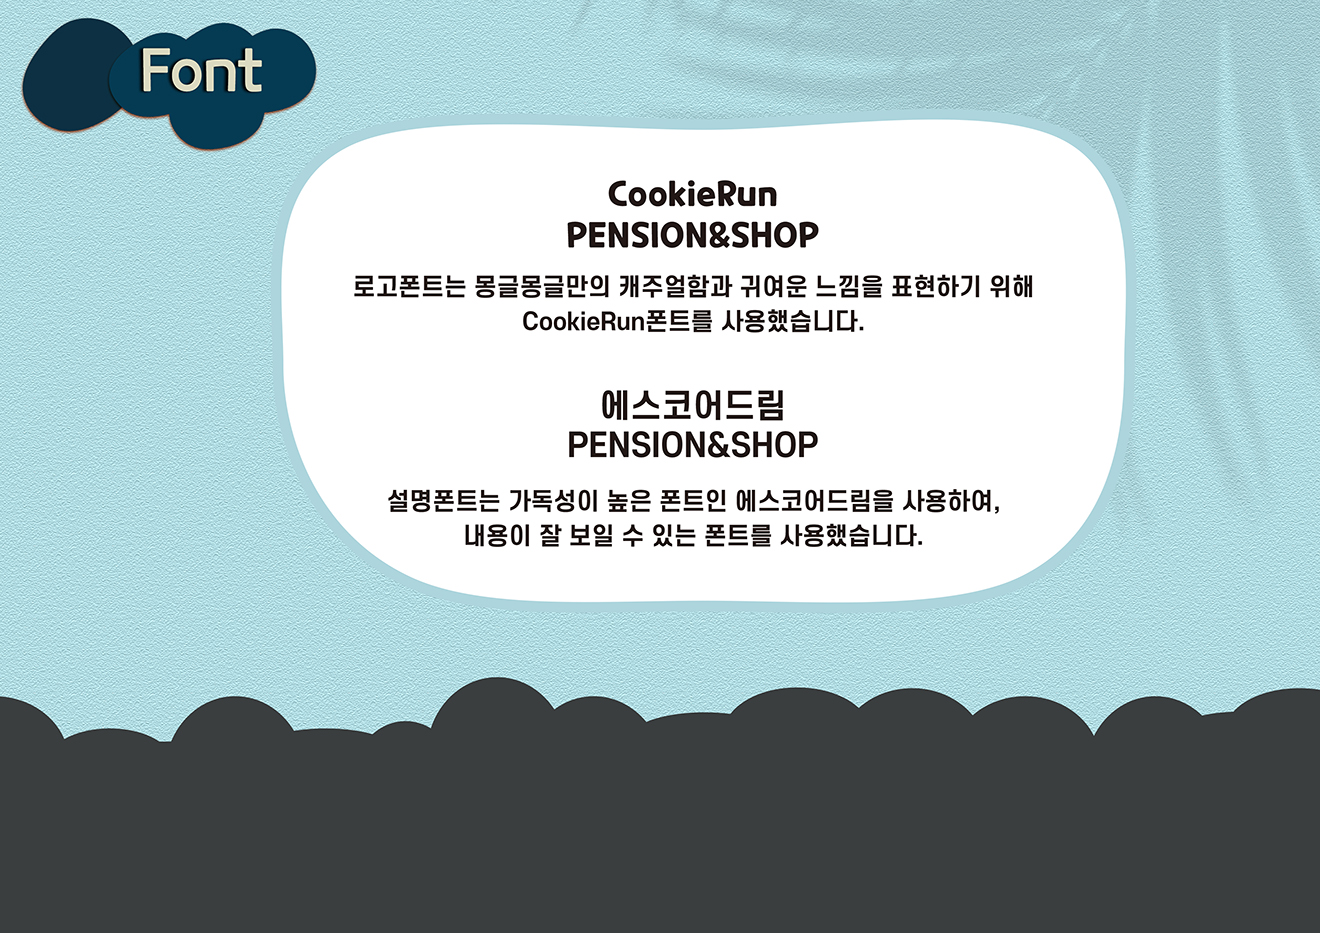 Font
CookieRun
PENSION&SHOP
로고폰트는 몽글몽글만의 캐주얼함과 귀여운 느낌을 표현하기 위해
CookieRun폰트를 사용했습니다.
에스코어드림
PENSION&SHOP
설명폰트는 가독성이 높은 폰트인 에스코어드림을 사용하여,
내용이 잘 보일 수 있는 폰트를 사용했습니다.